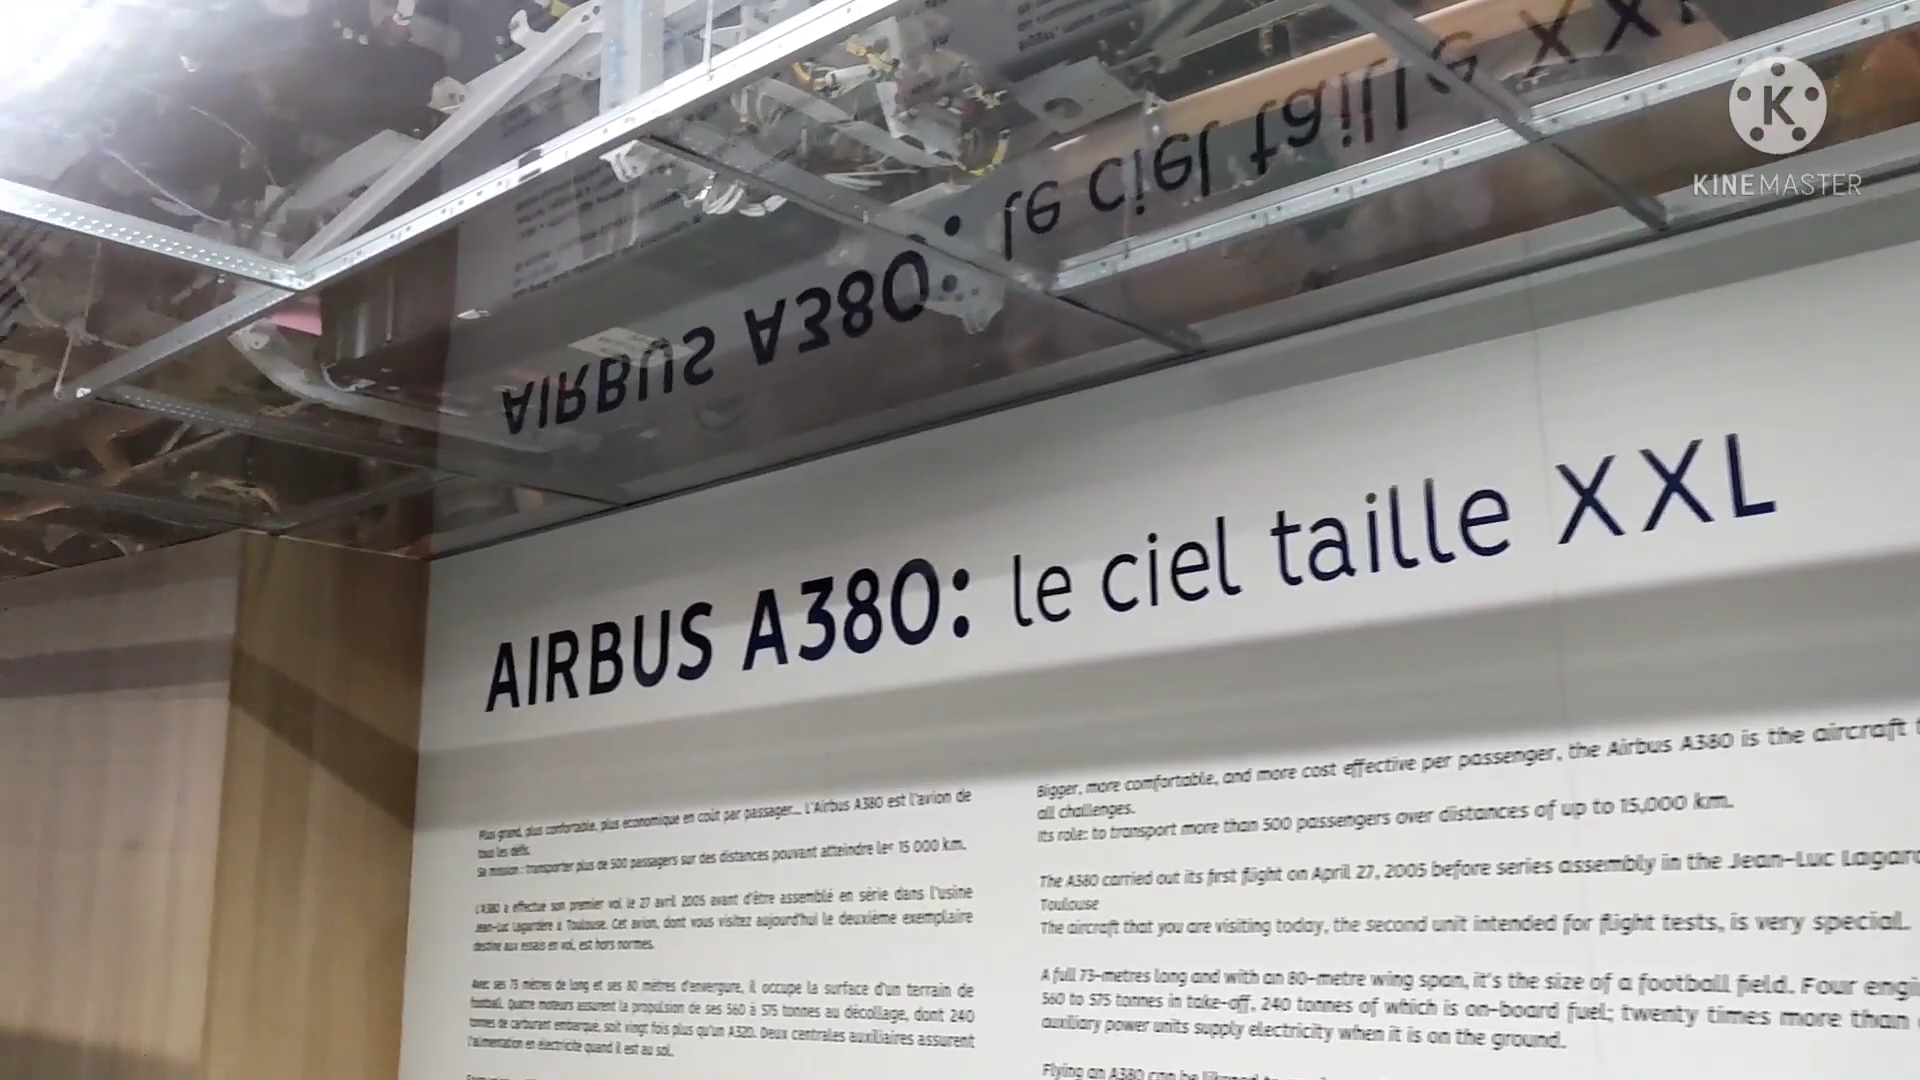 KINEMASTER
AIRBUS A380: le ciel taille XXL
Plus grand, plus confortable, plus économique en coût par passager... L'Airbus A380 est l'avion de
tous les défis.
Sa mission : transporter plus de 500 passagers sur des distances pouvant atteindre les 15 000 km.
L'A380 a effectué son premier vol le 27 avril 2005 avant d'être assemblé en série dans l'usine
Jean-Luc Lagardère à Toulouse. Cet avion, dont vous visitez aujourd'hui le deuxième exemplaire
destiné aux essais en vol, est hors normes.
Avec ses 73 mètres de long et ses 80 mètres d'envergure, il occupe la surface d'un terrain de
football. Quatre moteurs assurent la propulsion de ses 560 à 575 tonnes au décollage, dont 240
tonnes de carburant embarqué, soit vingt fois plus qu'un A320. Deux centrales auxiliaires assurent
l'alimentation en électricité quand il est au sol.
Bigger, more comfortable, and more cost effective per passenger, the Airbus A380 is the aircraft
all challenges.
Its role: to transport more than 500 passengers over distances of up to 15,000 km.
The A380 carried out its first flight on April 27, 2005 before series assembly in the Jean-Luc Lagard
Toulouse
The aircraft that you are visiting today, the second unit intended for flight tests, is very special.
A full 73-metres long and with an 80-metre wing span, it's the size of a football field. Four engi
560 to 575 tonnes in take-off, 240 tonnes of which is on-board fuel; twenty times more than
auxiliary power units supply electricity when it is on the ground.
Flying an A380 can be likened to